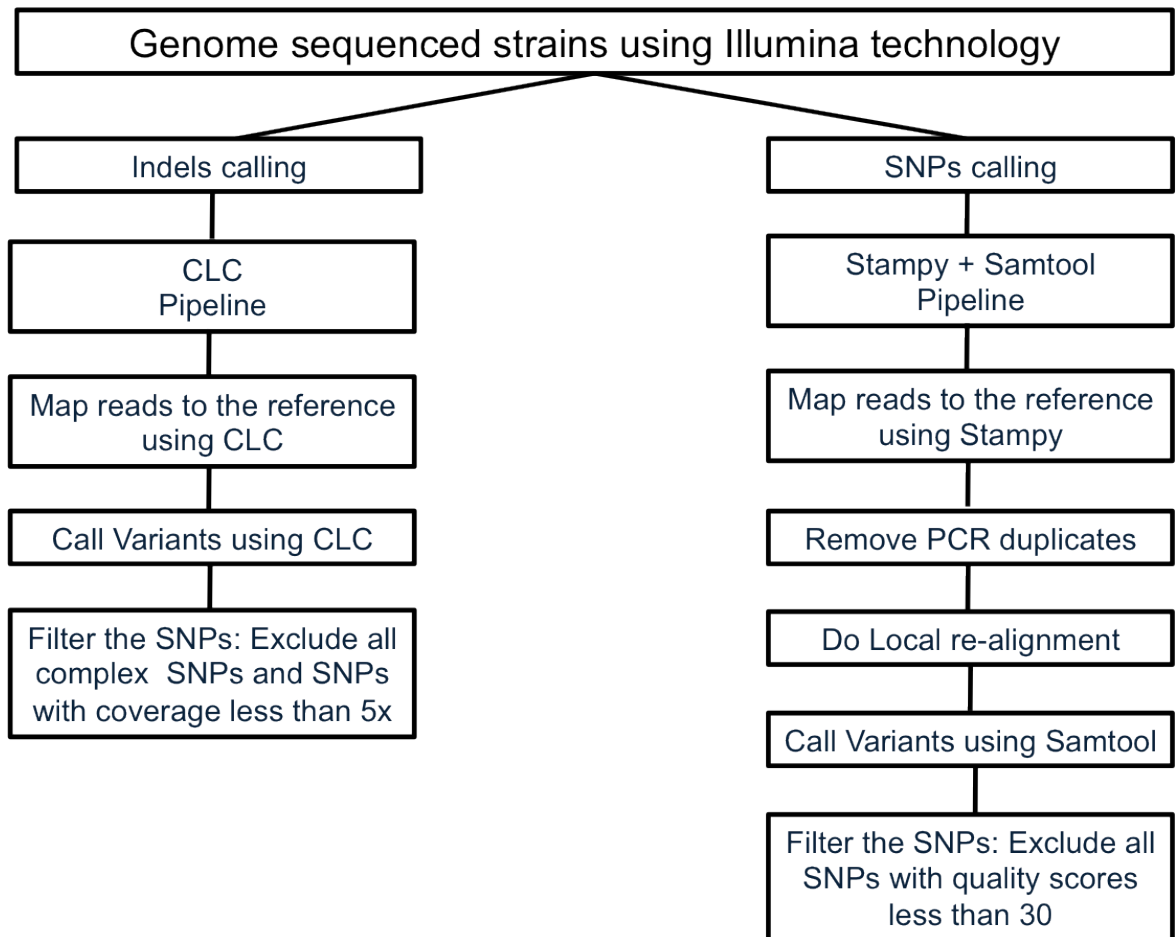 Genome sequenced strains using Illumina technology
Indels calling
CLC
Pipeline
Map reads to the reference
using CLC
Call Variants using CLC
Filter the SNPs: Exclude all
complex SNPs and SNPs
with coverage less than 5x
SNPs calling
Stampy + Samtool
Pipeline
Map reads to the reference
using Stampy
Remove PCR duplicates
Do Local re-alignment
Call Variants using Samtool
Filter the SNPs: Exclude all
SNPs with quality scores
less than 30